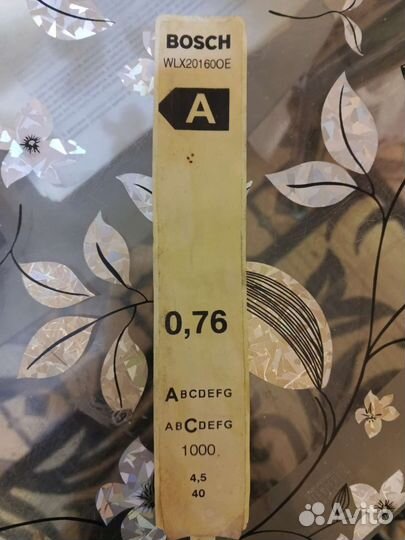 BOSCH
WLX20160OE
A
0,76
ABCDEFG
ABCDEFG
1000
4,5
40
Avito